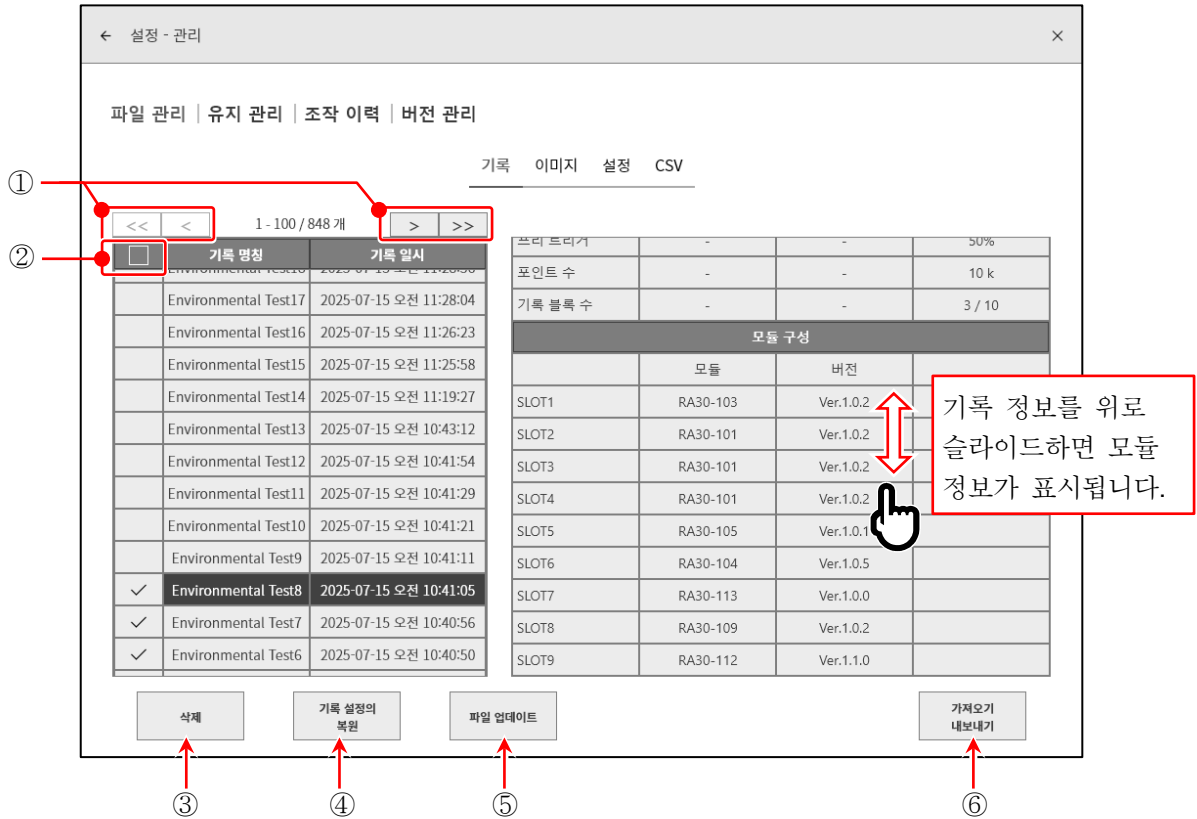 ← 설정 - 관리 ×
파일 관리 | 유지 관리 | 조작 이력 | 버전 관리
기록 이미지 설정 CSV
①
<< < 1 - 100 / 848 개 > >>
②
기록 명칭 기록 일시
Environmental Test17 2025-07-15 오전 11:28:04
Environmental Test16 2025-07-15 오전 11:26:23
Environmental Test15 2025-07-15 오전 11:25:58
Environmental Test14 2025-07-15 오전 11:19:27
Environmental Test13 2025-07-15 오전 10:43:12
Environmental Test12 2025-07-15 오전 10:41:54
Environmental Test11 2025-07-15 오전 10:41:29
Environmental Test10 2025-07-15 오전 10:41:21
Environmental Test9 2025-07-15 오전 10:41:11
✓ Environmental Test8 2025-07-15 오전 10:41:05
✓ Environmental Test7 2025-07-15 오전 10:40:56
✓ Environmental Test6 2025-07-15 오전 10:40:50
프리 트리거 - - 50%
포인트 수 - - 10 k
기록 블록 수 - - 3 / 10
모듈 구성
모듈 버전
SLOT1 RA30-103 Ver.1.0.2
SLOT2 RA30-101 Ver.1.0.2
SLOT3 RA30-101 Ver.1.0.2
SLOT4 RA30-101 Ver.1.0.2
SLOT5 RA30-105 Ver.1.0.1
SLOT6 RA30-104 Ver.1.0.5
SLOT7 RA30-113 Ver.1.0.0
SLOT8 RA30-109 Ver.1.0.2
SLOT9 RA30-112 Ver.1.1.0
기록 정보를 위로
슬라이드하면 모듈
정보가 표시됩니다.
삭제
기록 설정의
복원
파일 업데이트
가져오기
내보내기
③ ④ ⑤ ⑥